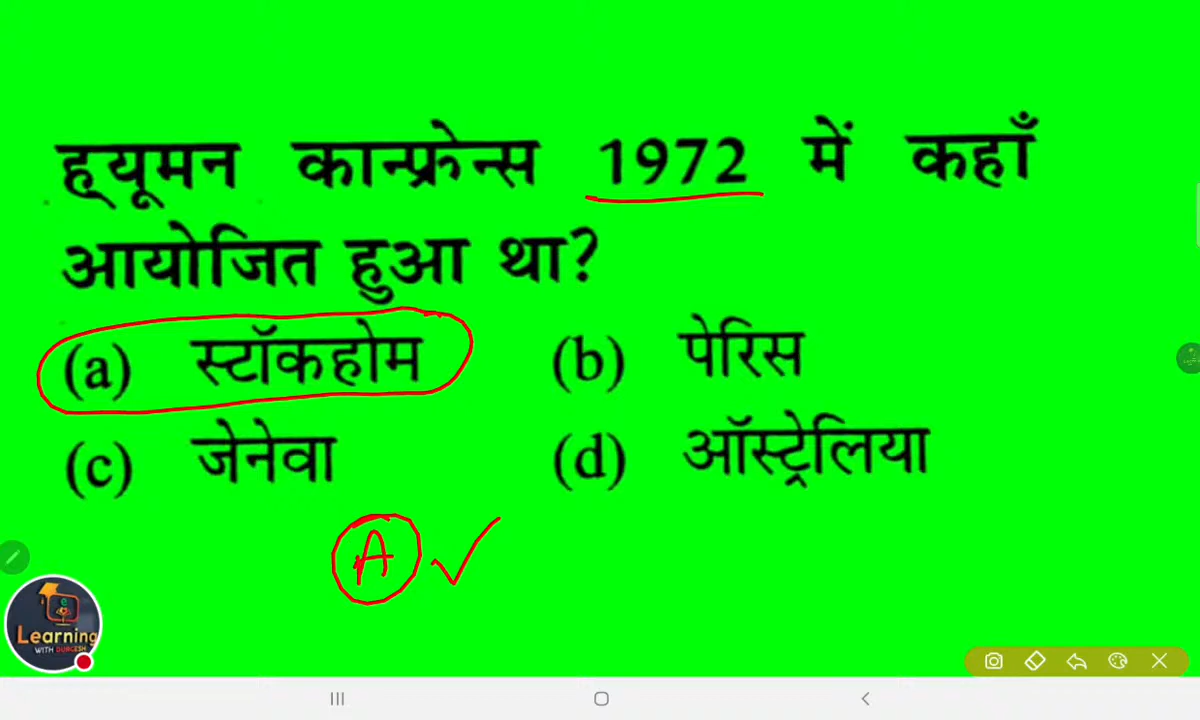 ह्यूमन कान्फ्रेन्स 1972 में कहाँ
आयोजित हुआ था?
(a) स्टॉकहोम (b) पेरिस
(c) जेनेवा (d) ऑस्ट्रेलिया
A
Learning
WITH DURGESH